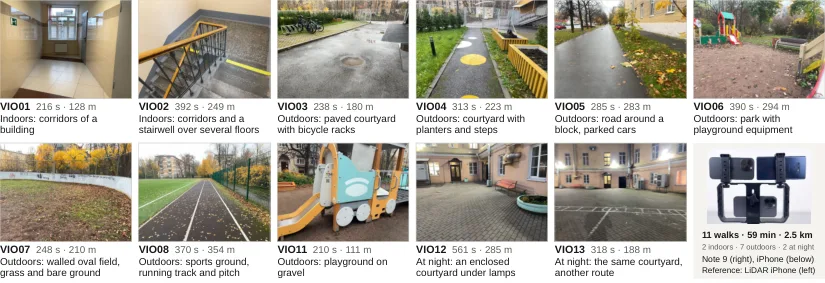 VIO01 216 s · 128 m
Indoors: corridors of a
building
VIO02 392 s · 249 m
Indoors: corridors and a
stairwell over several floors
VIO03 238 s · 180 m
Outdoors: paved courtyard
with bicycle racks
VIO04 313 s · 223 m
Outdoors: courtyard with
planters and steps
VIO05 285 s · 283 m
Outdoors: road around a
block, parked cars
VIO06 390 s · 294 m
Outdoors: park with
playground equipment
VIO07 248 s · 210 m
Outdoors: walled oval field,
grass and bare ground
VIO08 370 s · 354 m
Outdoors: sports ground,
running track and pitch
VIO11 210 s · 111 m
Outdoors: playground on
gravel
VIO12 561 s · 285 m
At night: an enclosed
courtyard under lamps
VIO13 318 s · 188 m
At night: the same courtyard,
another route
11 walks · 59 min · 2.5 km
2 indoors · 7 outdoors · 2 at night
Note 9 (right), iPhone (below)
Reference: LiDAR iPhone (left)